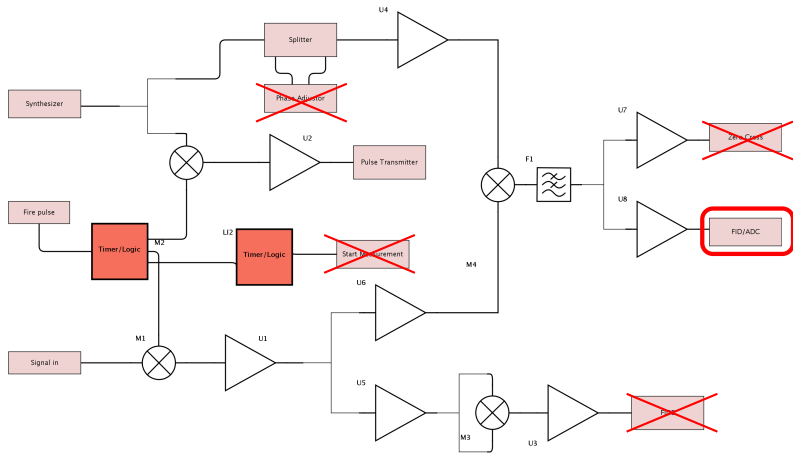 U4
Splitter
Synthesizer
Phase Adjustor
U7
Zero Cross
U2
Pulse Transmitter
F1
Fire pulse
U8
FID/ADC
Timer/Logic
M2
LI2
Timer/Logic
Start Measurement
M4
U6
M1
U1
Signal in
U5
M3
U3